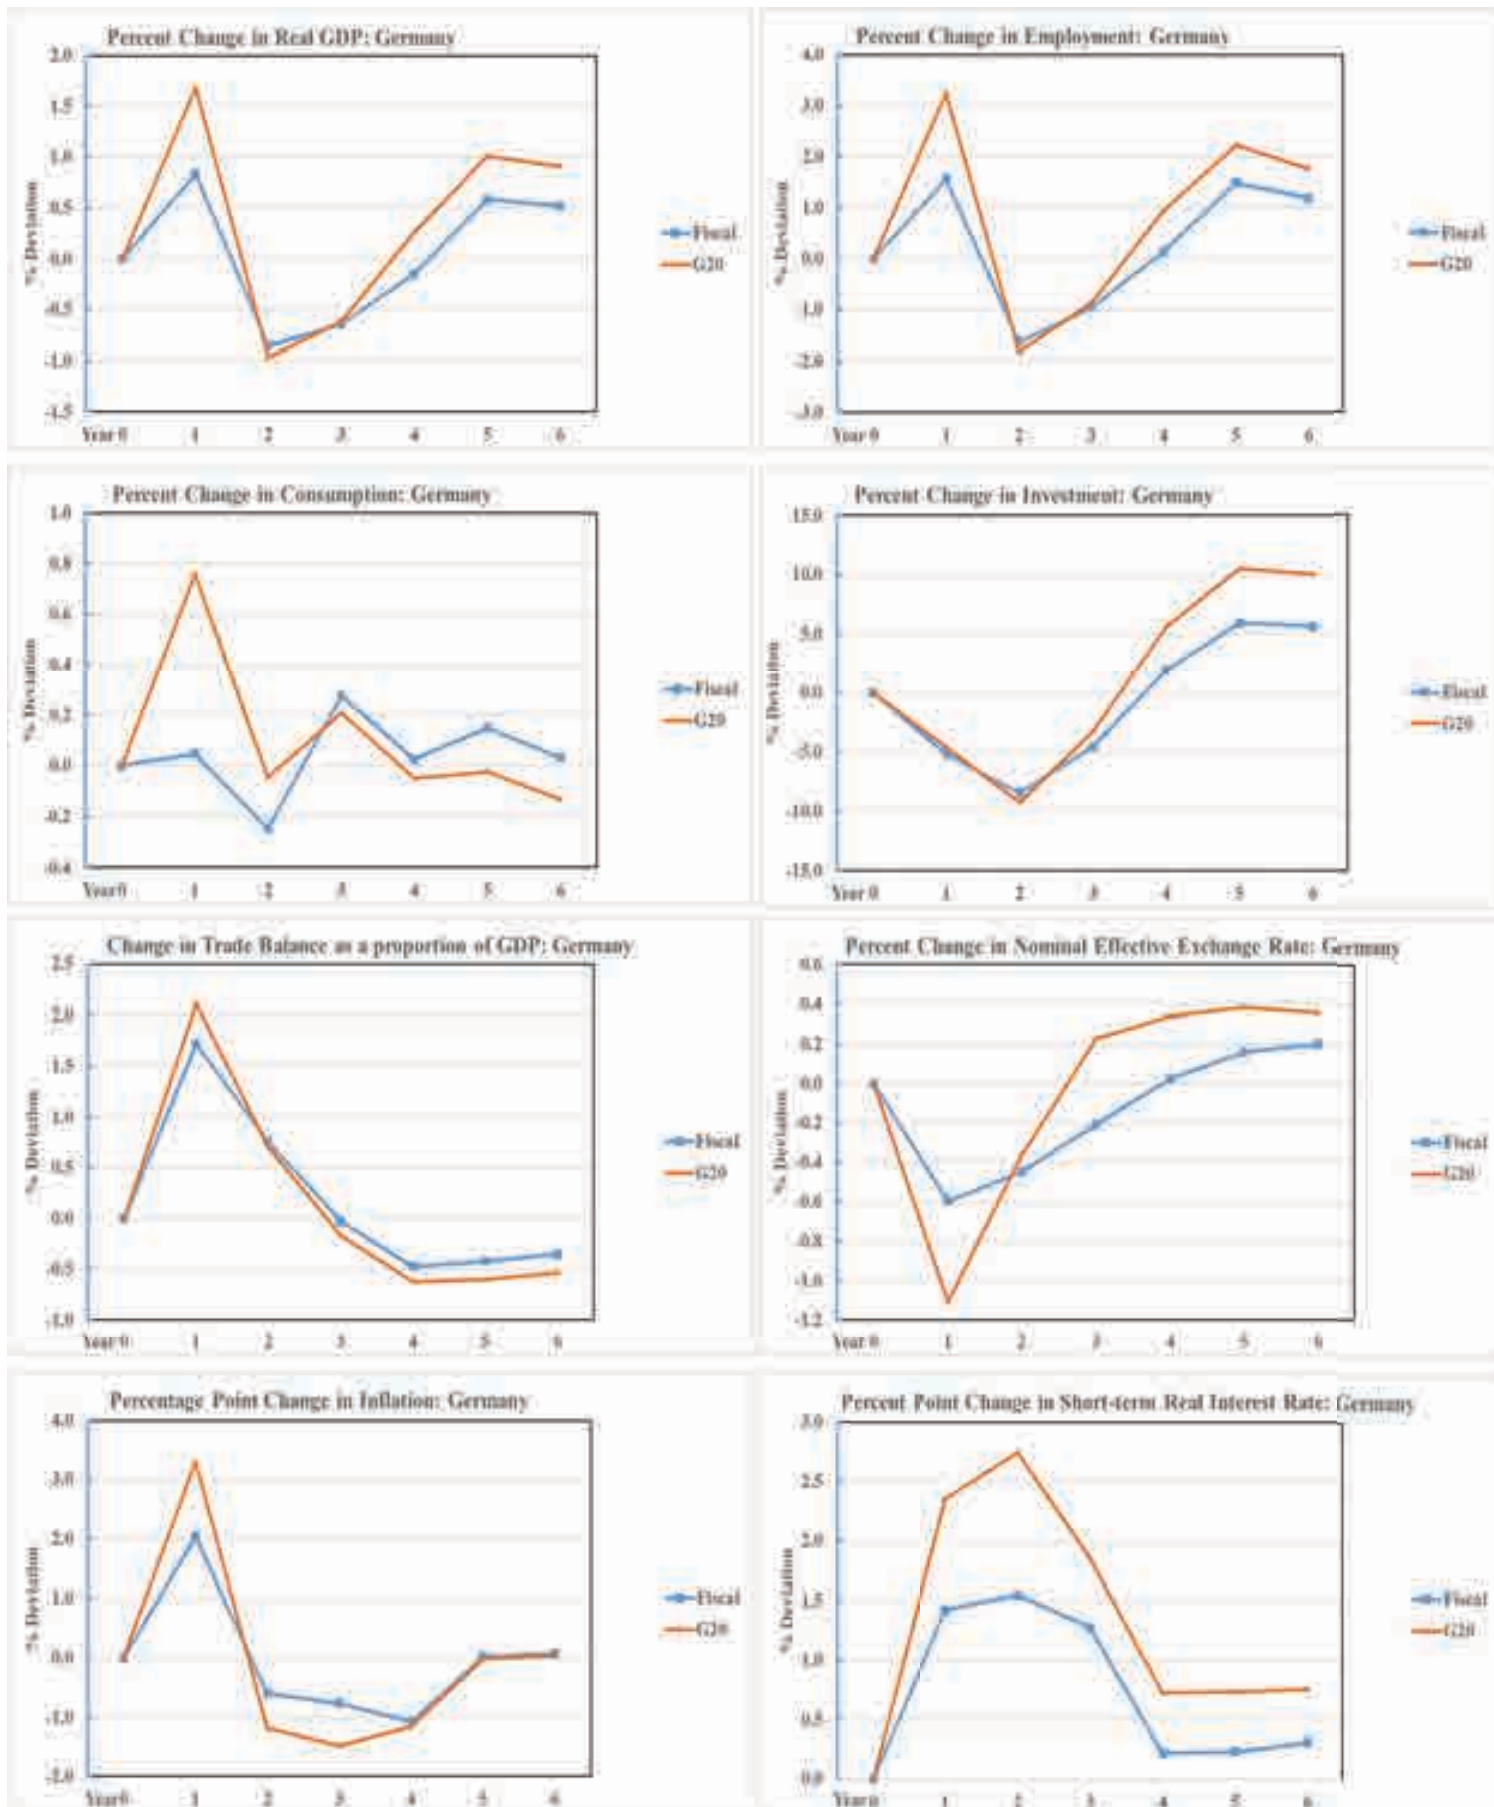 Percent Change in Real GDP: Germany
2.0
1.5
1.0
0.5
0.0
-0.5
-1.0
-1.5
% Deviation
Fiscal
G20
Year 0 1 2 3 4 5 6
Percent Change in Employment: Germany
4.0
3.0
2.0
1.0
0.0
-1.0
-2.0
-3.0
% Deviation
Fiscal
G20
Year 0 1 2 3 4 5 6
Percent Change in Consumption: Germany
1.0
0.8
0.6
0.4
0.2
0.0
-0.2
-0.4
% Deviation
Fiscal
G20
Year 0 1 2 3 4 5 6
Percent Change in Investment: Germany
15.0
10.0
5.0
0.0
-5.0
-10.0
-15.0
% Deviation
Fiscal
G20
Year 0 1 2 3 4 5 6
Change in Trade Balance as a proportion of GDP: Germany
2.5
2.0
1.5
1.0
0.5
0.0
-0.5
-1.0
% Deviation
Fiscal
G20
Year 0 1 2 3 4 5 6
Percent Change in Nominal Effective Exchange Rate: Germany
0.6
0.4
0.2
0.0
-0.2
-0.4
-0.6
-0.8
-1.0
-1.2
% Deviation
Fiscal
G20
Year 0 1 2 3 4 5 6
Percentage Point Change in Inflation: Germany
4.0
3.0
2.0
1.0
0.0
-1.0
-2.0
% Deviation
Fiscal
G20
Year 0 1 2 3 4 5 6
Percent Point Change in Short-term Real Interest Rate: Germany
3.0
2.5
2.0
1.5
1.0
0.5
0.0
% Deviation
Fiscal
G20
Year 0 1 2 3 4 5 6